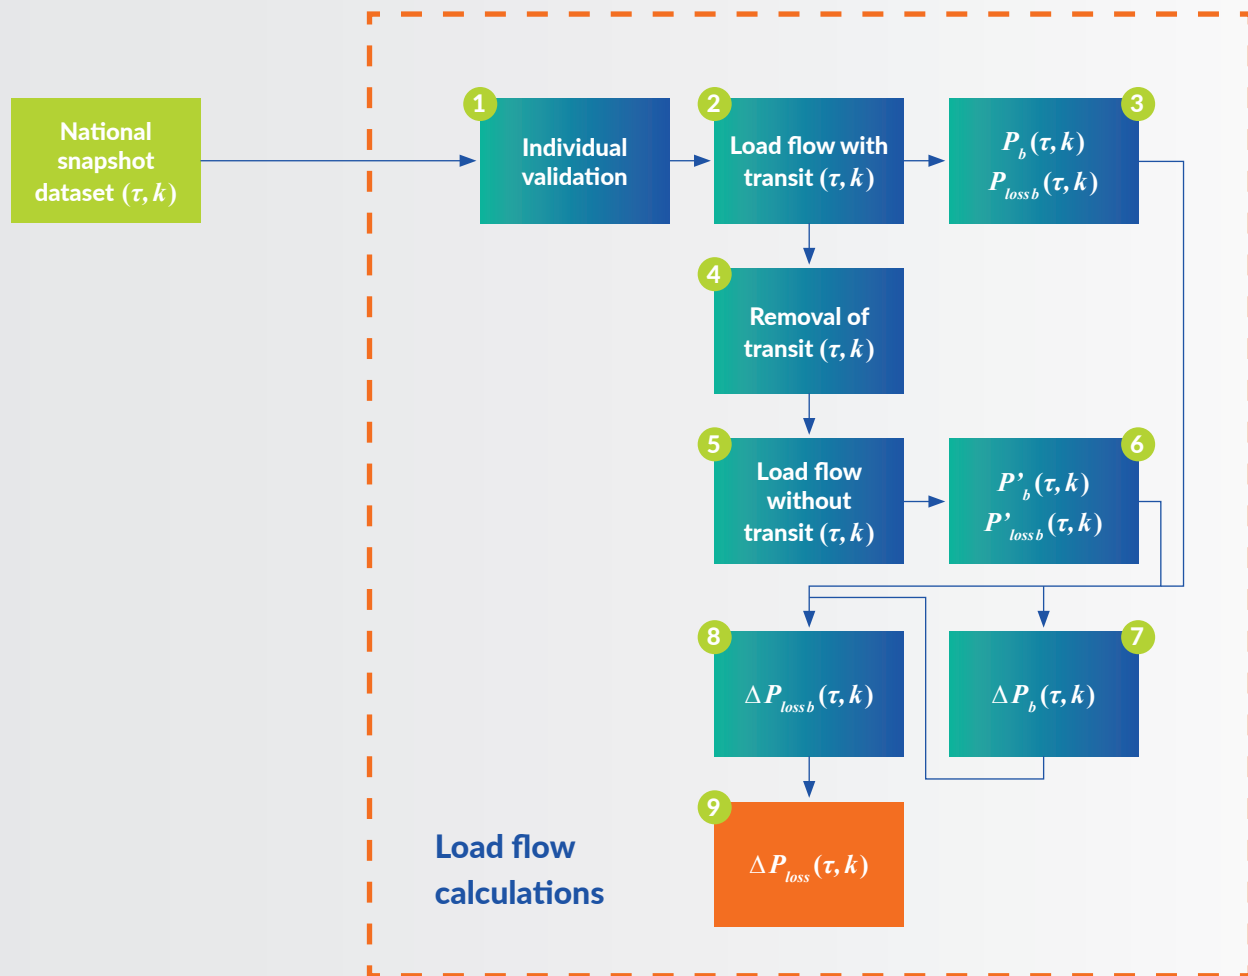 National
snapshot
dataset (τ, k)
1
Individual
validation
2
Load flow with
transit (τ, k)
3
P_b(τ, k)
P_loss b(τ, k)
4
Removal of
transit (τ, k)
5
Load flow
without
transit (τ, k)
6
P'_b(τ, k)
P'_loss b(τ, k)
8
ΔP_loss b(τ, k)
7
ΔP_b(τ, k)
9
ΔP_loss(τ, k)
Load flow
calculations